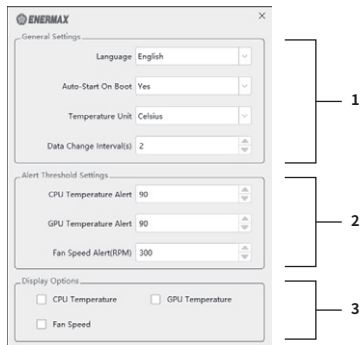 ENERMAX
General Settings
Language English
Auto-Start On Boot Yes
Temperature Unit Celsius
Data Change Interval(s) 2
1
Alert Threshold Settings
CPU Temperature Alert 90
GPU Temperature Alert 90
Fan Speed Alert(RPM) 300
2
Display Options
CPU Temperature GPU Temperature
Fan Speed
3